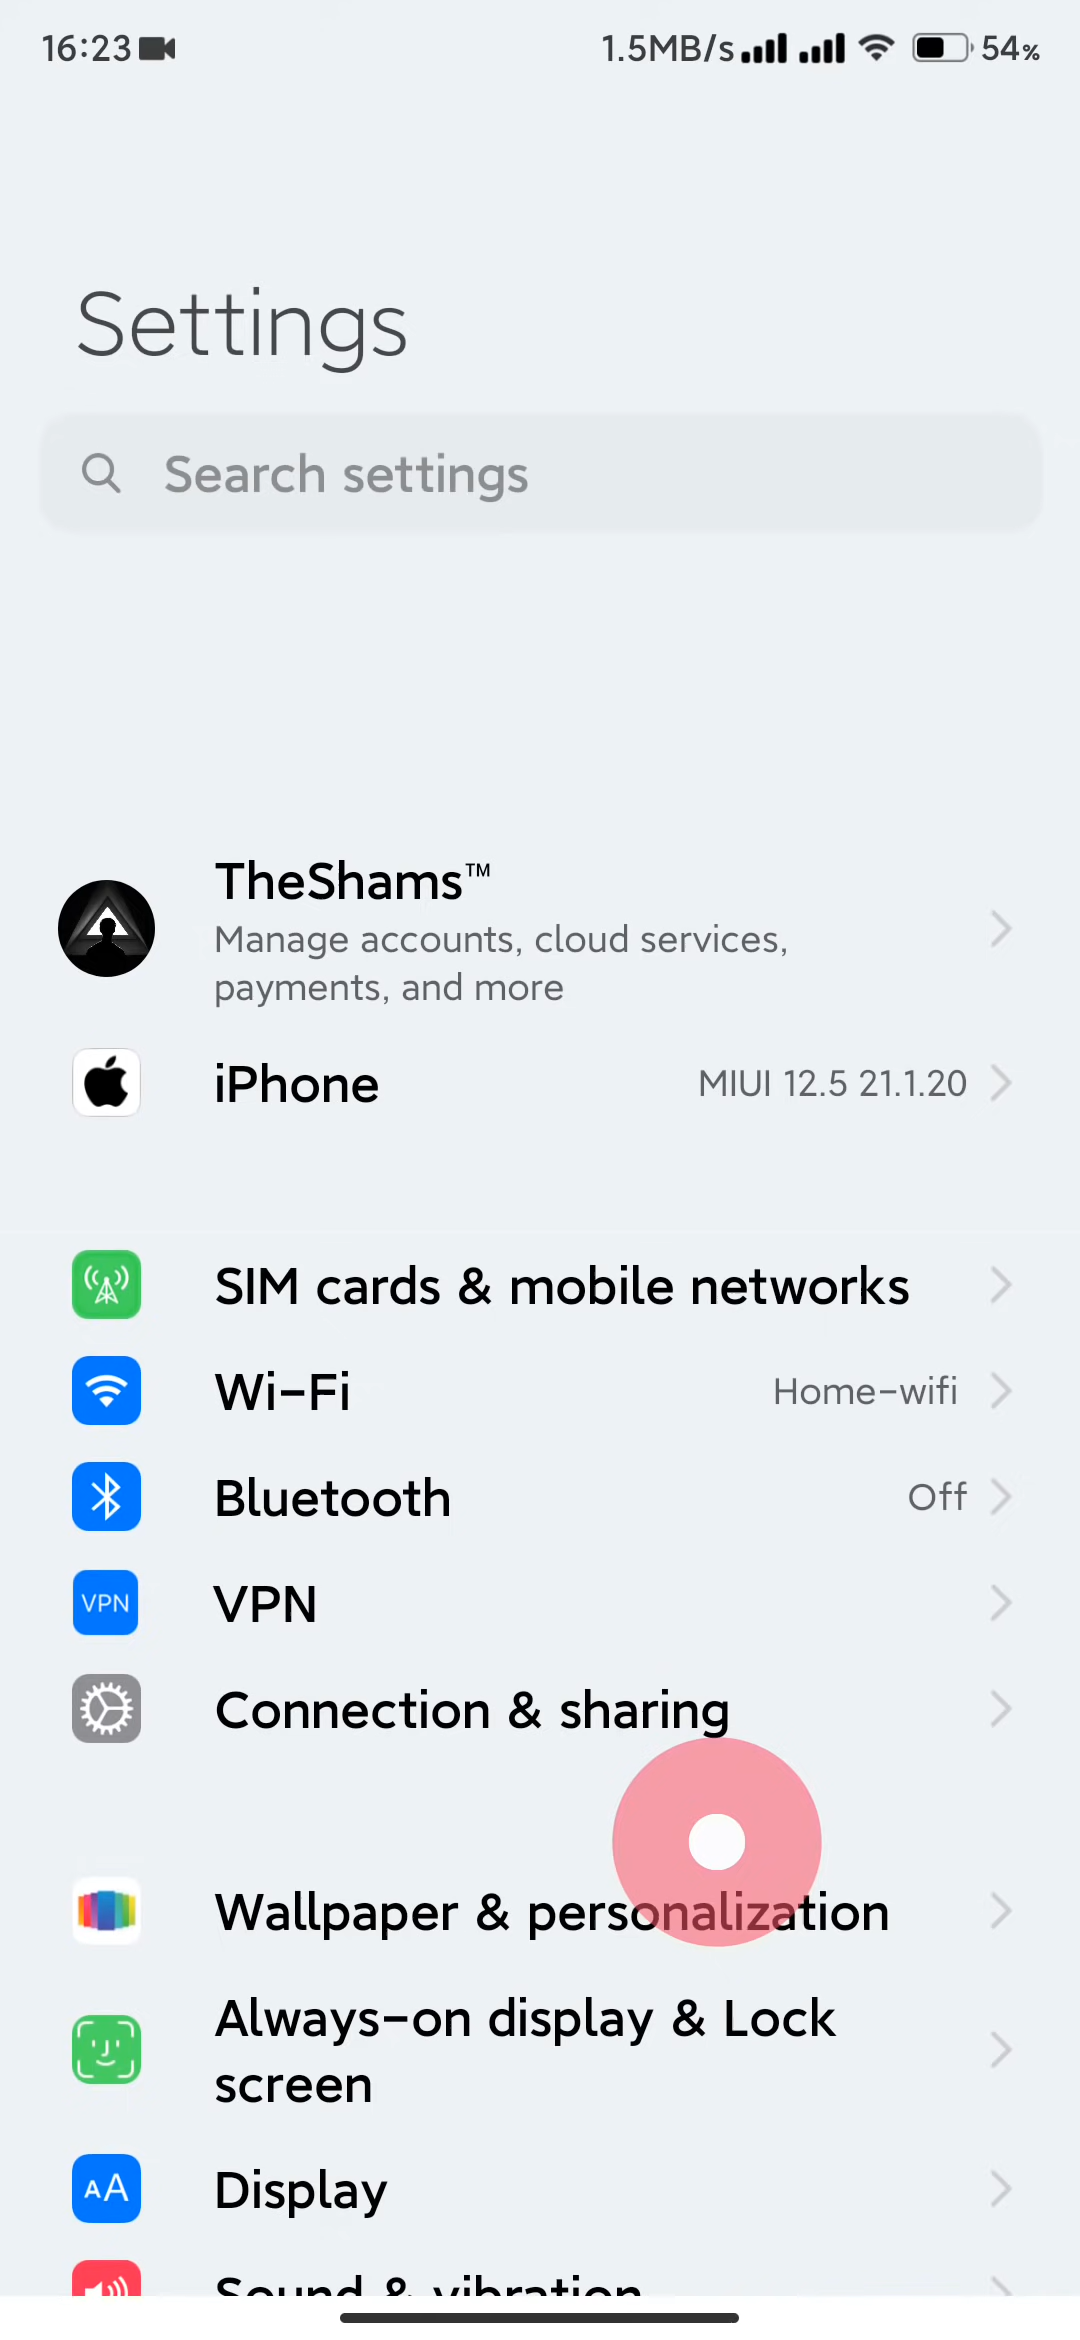 16:23 1.5MB/s 54%
Settings
Search settings
TheShams™
Manage accounts, cloud services,
payments, and more
iPhone MIUI 12.5 21.1.20
SIM cards & mobile networks
Wi-Fi Home-wifi
Bluetooth Off
VPN VPN
Connection & sharing
Wallpaper & personalization
Always-on display & Lock
screen
AA Display
Sound & vibration